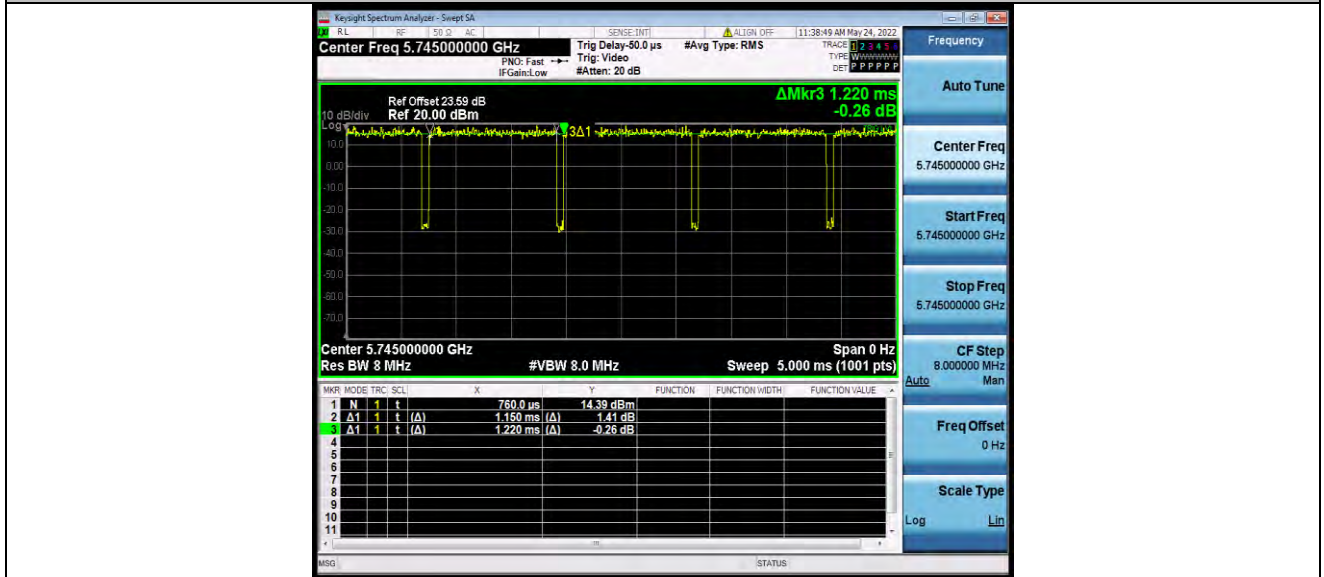 Keysight Spectrum Analyzer - Swept SA
RL RF 50 Ω AC SENSE:INT ALIGN OFF 11:38:49 AM May 24, 2022
Center Freq 5.745000000 GHz Trig Delay-50.0 µs #Avg Type: RMS TRACE 1 2 3 4 5 6
PNO: Fast Trig: Video TYPE WWWWWW
IFGain:Low #Atten: 20 dB DET P P P P P P
Frequency
ΔMkr3 1.220 ms
-0.26 dB
Ref Offset 23.59 dB
10 dB/div Ref 20.00 dBm
Log
3Δ1
10.0
0.00
-10.0
-20.0
-30.0
-40.0
-50.0
-60.0
-70.0
Center 5.745000000 GHz Span 0 Hz
Res BW 8 MHz #VBW 8.0 MHz Sweep 5.000 ms (1001 pts)
MKR MODE TRC SCL X Y FUNCTION FUNCTION WIDTH FUNCTION VALUE
1 N 1 t 760.0 µs 14.39 dBm
2 Δ1 1 t (Δ) 1.150 ms (Δ) 1.41 dB
3 Δ1 1 t (Δ) 1.220 ms (Δ) -0.26 dB
4
5
6
7
8
9
10
11
MSG STATUS
Auto Tune
Center Freq
5.745000000 GHz
Start Freq
5.745000000 GHz
Stop Freq
5.745000000 GHz
CF Step
8.000000 MHz
Auto Man
Freq Offset
0 Hz
Scale Type
Log Lin